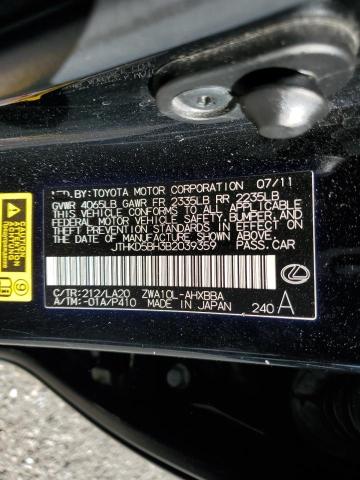 MFD.BY: TOYOTA MOTOR CORPORATION 07/11
GVWR 4065LB GAWR FR 2335LB RR 2235LB
THIS VEHICLE CONFORMS TO ALL APPLICABLE
FEDERAL MOTOR VEHICLE SAFETY, BUMPER, AND
THEFT PREVENTION STANDARDS IN EFFECT ON
THE DATE OF MANUFACTURE SHOWN ABOVE.
JTHKD5BH3B2039359 PASS.CAR
C/TR:212/LA20 ZWA10L-AHXBBA
A/TM:-01A/P410 MADE IN JAPAN 240 A
CAUTION